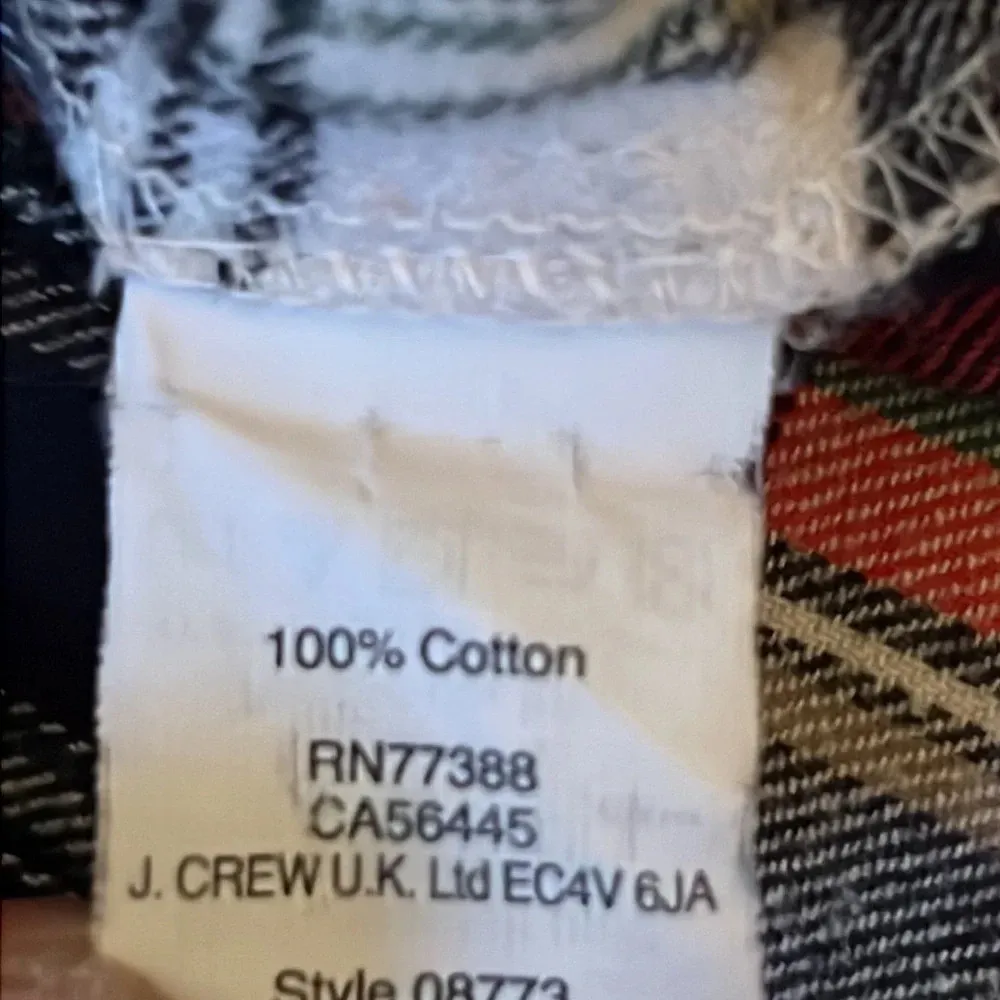 100% Cotton
RN77388
CA56445
J. CREW U.K. Ltd EC4V 6JA
Style 08773